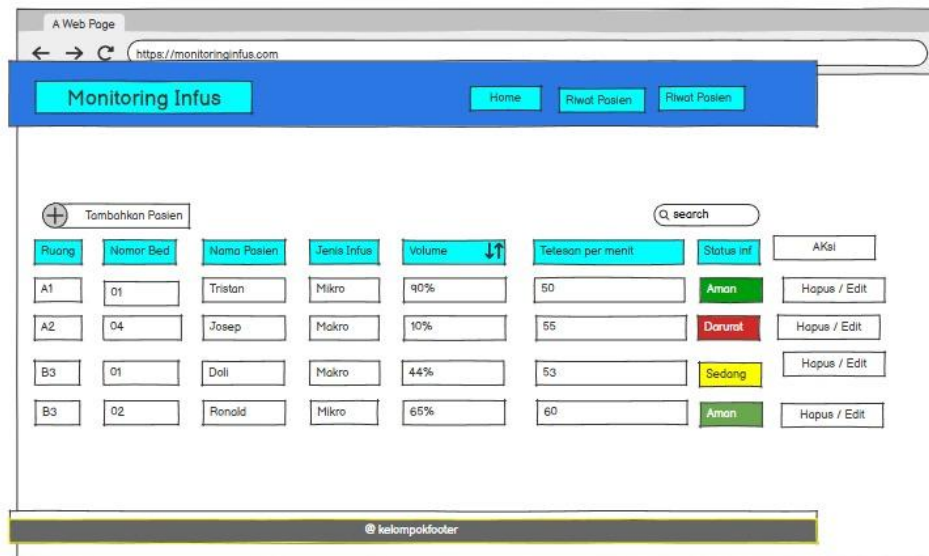 A Web Page
https://monitoringinfus.com
Monitoring Infus
Home
Riwat Pasien
Riwat Pasien
Tambahkan Pasien
search
Ruang Nomor Bed Nama Pasien Jenis Infus Volume Tetesan per menit Status inf AKsi
A1 01 Tristan Mikro 90% 50 Aman Hapus / Edit
A2 04 Josep Makro 10% 55 Darurat Hapus / Edit
B3 01 Doli Makro 44% 53 Sedang Hapus / Edit
B3 02 Ronald Mikro 65% 60 Aman Hapus / Edit
@ kelompokfooter